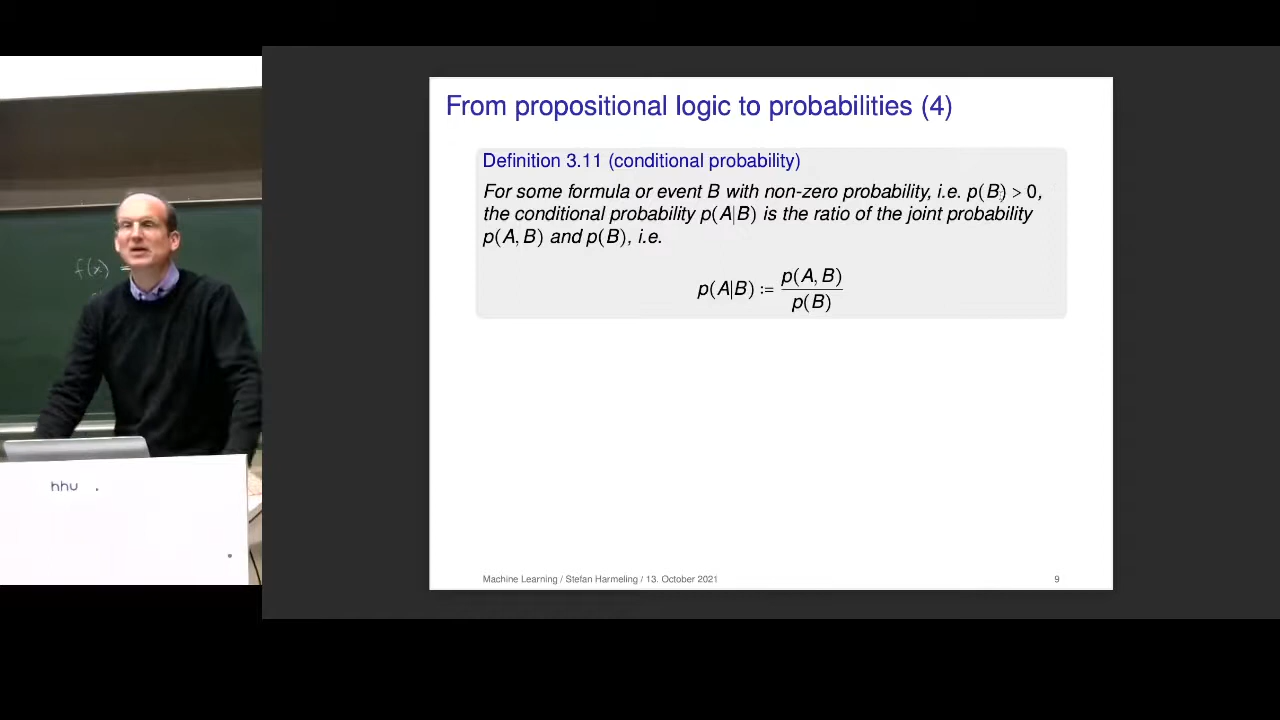 From propositional logic to probabilities (4)
Definition 3.11 (conditional probability)
For some formula or event B with non-zero probability, i.e. p(B) > 0,
the conditional probability p(A|B) is the ratio of the joint probability
p(A, B) and p(B), i.e.
p(A|B) := p(A, B) / p(B)
Machine Learning / Stefan Harmeling / 13. October 2021 9
f(x) =
hhu .